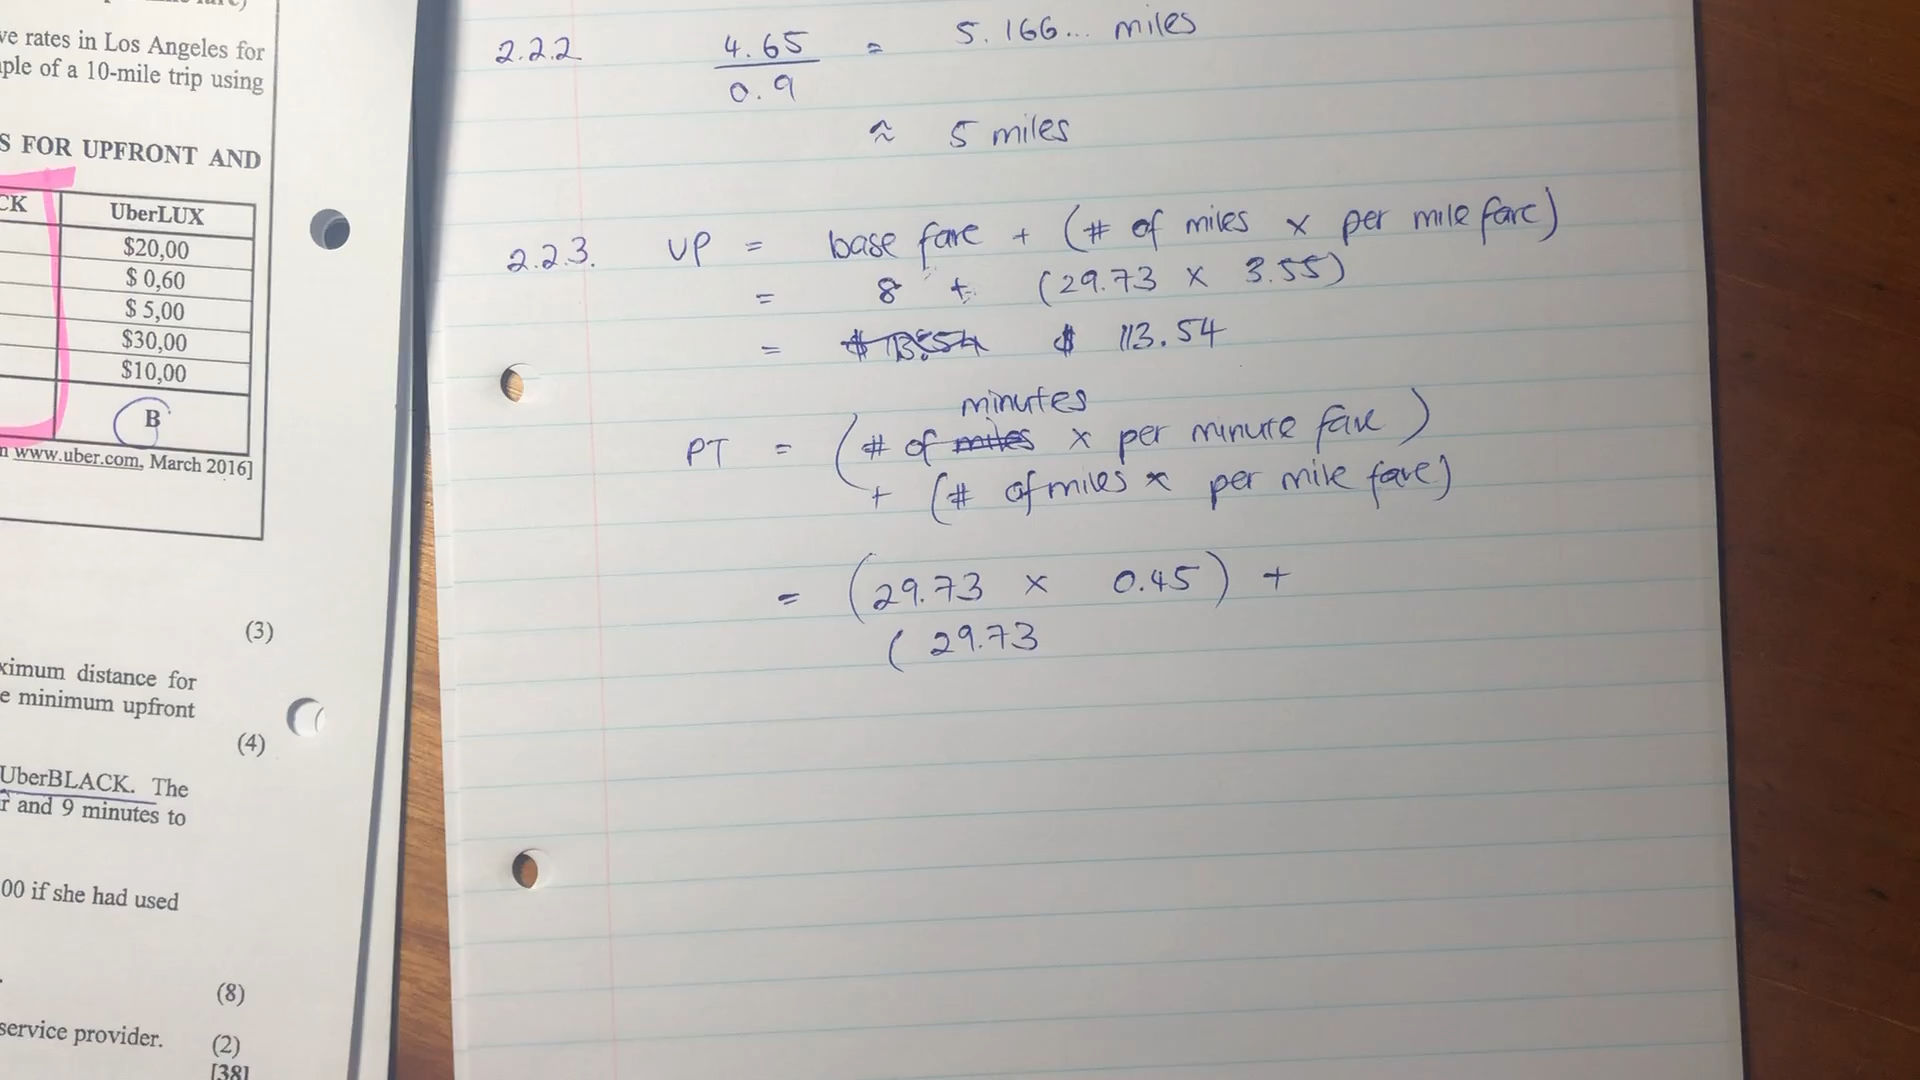 ve rates in Los Angeles for
ple of a 10-mile trip using
S FOR UPFRONT AND
CK UberLUX
$20,00
$ 0,60
$ 5,00
$30,00
$10,00
B
www.uber.com, March 2016]
(3)
ximum distance for
e minimum upfront
(4)
UberBLACK. The
r and 9 minutes to
00 if she had used
(8)
service provider. (2)
[38]
2.2.2 4.65 = 5.166... miles
0.9
≈ 5 miles
2.2.3. UP = base fare + (# of miles x per mile fare)
= 8 + (29.73 x 3.55)
= $ 113.54
minutes
PT = (# of miles x per minute fare)
+ (# of miles x per mile fare)
= (29.73 x 0.45) +
(29.73